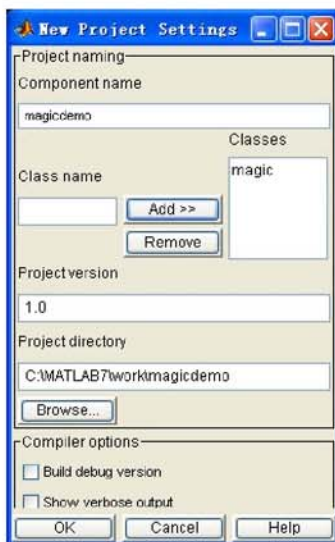 New Project Settings
Project naming
Component name
magicdemo
Classes
magic
Class name
Add >>
Remove
Project version
1.0
Project directory
C:\MATLAB7\work\magicdemo
Browse...
Compiler options
Build debug version
Show verbose output
OK
Cancel
Help